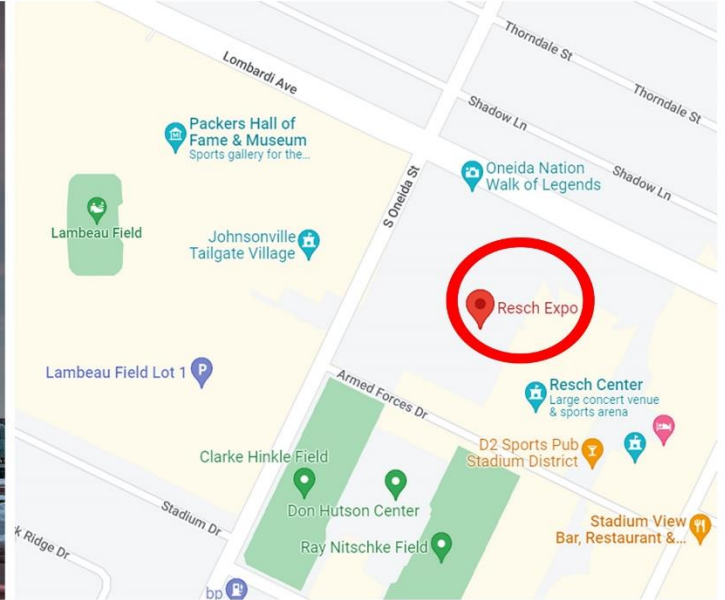 Thorndale St
Thorndale St
Lombardi Ave
Shadow Ln
Packers Hall of
Fame & Museum
Sports gallery for the...
Oneida Nation
Walk of Legends
Shadow Ln
S Oneida St
Lambeau Field
Johnsonville
Tailgate Village
Resch Expo
Lambeau Field Lot 1
P
Armed Forces Dr
Resch Center
Large concert venue
& sports arena
D2 Sports Pub
Stadium District
Clarke Hinkle Field
Don Hutson Center
Stadium Dr
Stadium View
Bar, Restaurant &...
k Ridge Dr
Ray Nitschke Field
bp